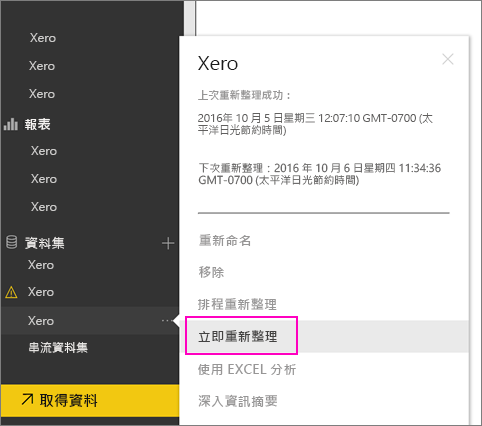 Xero
Xero
Xero
報表
Xero
Xero
Xero
資料集
Xero
Xero
Xero
串流資料集
取得資料
Xero
上次重新整理成功：
2016年 10 月 5 日星期三 12:07:10 GMT-0700 (太
平洋日光節約時間)
下次重新整理：2016 年 10 月 6 日星期四 11:34:36
GMT-0700 (太平洋日光節約時間)
重新命名
移除
排程重新整理
立即重新整理
使用 EXCEL 分析
深入資訊摘要